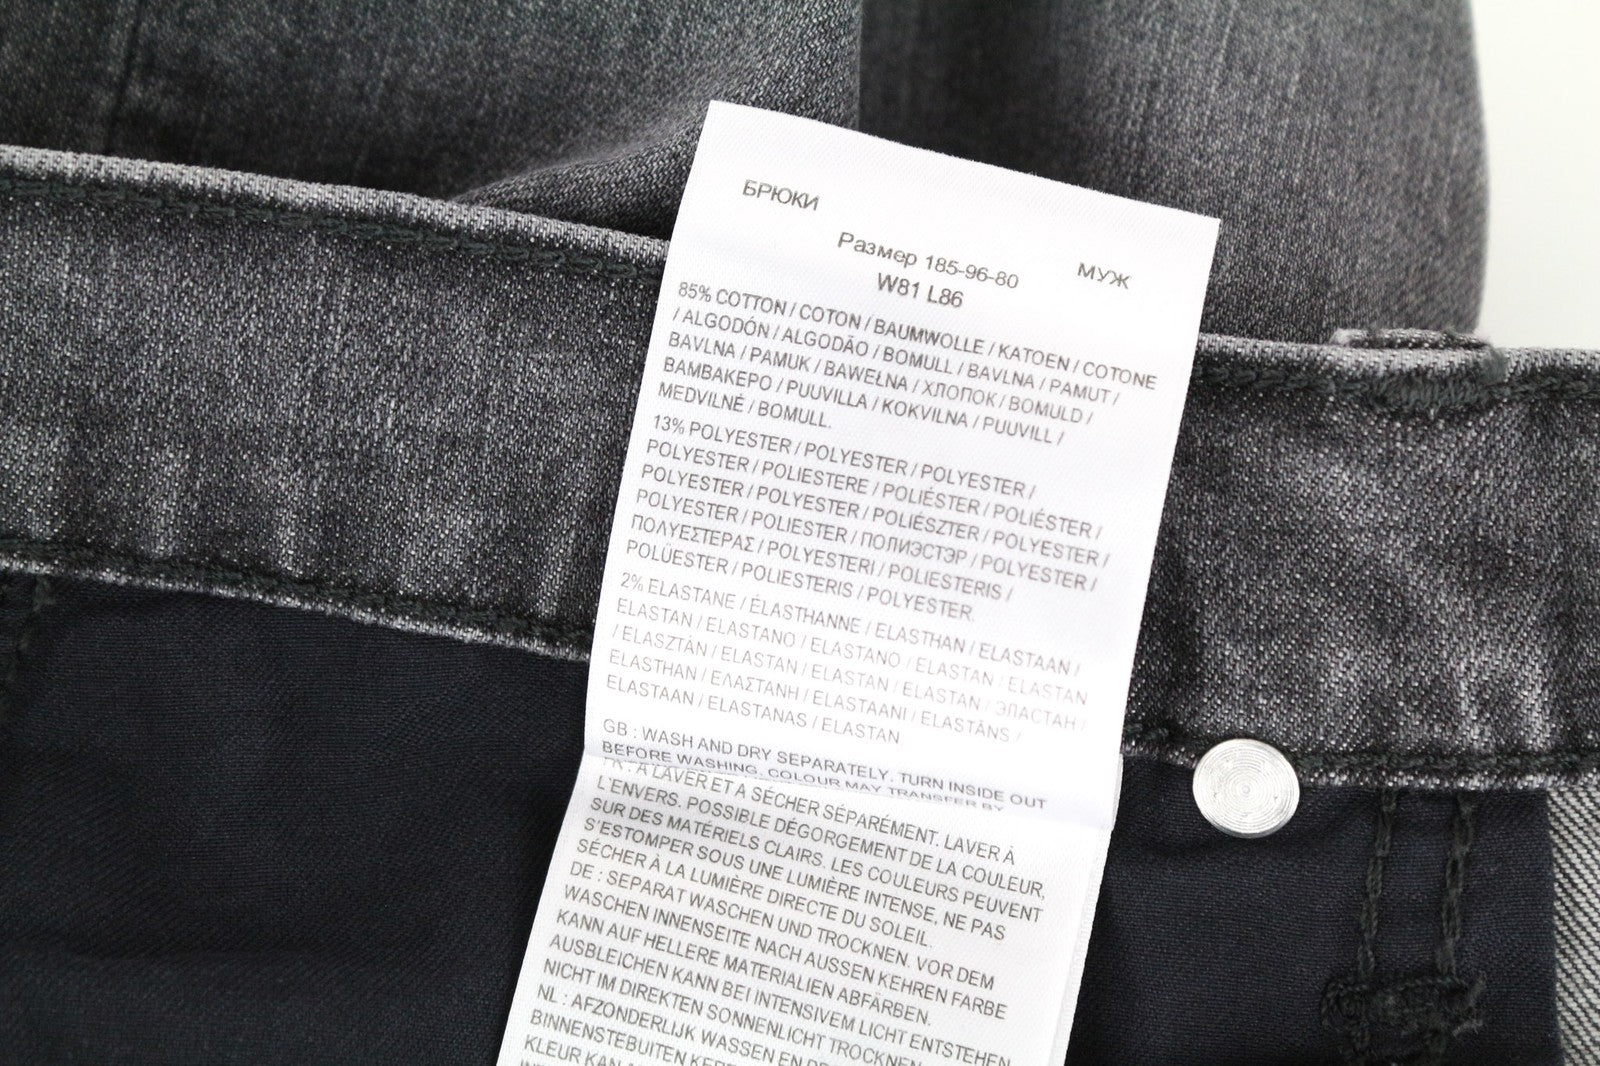 БРЮКИ
Размер 185-96-80
МУЖ
W81 L86
85% COTTON / COTON / BAUMWOLLE / KATOEN / COTONE
/ ALGODÓN / ALGODÃO / BOMULL / BAVLNA / PAMUT /
BAVLNA / PAMUK / BAWEŁNA / ХЛОПОК / BOMULD /
ΒΑΜΒΑΚΕΡΟ / PUUVILLA / KOKVILNA / PUUVILL /
MEDVILNĖ / BOMULL.
13% POLYESTER / POLYESTER / POLYESTER /
POLYESTER / POLIESTERE / POLIÉSTER / POLIÉSTER /
POLYESTER / POLYESTER / POLIÉSZTER / POLYESTER /
POLYESTER / POLIESTER / ПОЛИЭСТЭР / POLYESTER /
ΠΟΛΥΕΣΤΕΡΑΣ / POLYESTERI / POLIESTERIS /
POLÜESTER / POLIESTERIS / POLYESTER.
2% ELASTANE / ÉLASTHANNE / ELASTHAN / ELASTAAN /
ELASTAN / ELASTANO / ELASTANO / ELASTAN / ELASTAN
/ ELASZTÁN / ELASTAN / ELASTAN / ELASTAN / ЭЛАСТАН /
ELASTHAN / ΕΛΑΣΤΑΝΗ / ELASTAANI / ELASTĀNS /
ELASTAAN / ELASTANAS / ELASTAN
GB : WASH AND DRY SEPARATELY. TURN INSIDE OUT
BEFORE WASHING. COLOUR MAY TRANSFER BY
: A LAVER ET A SÉCHER SÉPARÉMENT. LAVER À
L'ENVERS. POSSIBLE DÉGORGEMENT DE LA COULEUR,
SUR DES MATÉRIELS CLAIRS. LES COULEURS PEUVENT
S'ESTOMPER SOUS UNE LUMIÈRE INTENSE. NE PAS
SÉCHER À LA LUMIÈRE DIRECTE DU SOLEIL.
DE : SEPARAT WASCHEN UND TROCKNEN. VOR DEM
WASCHEN INNENSEITE NACH AUSSEN KEHREN FARBE
KANN AUF HELLERE MATERIALIEN ABFÄRBEN.
AUSBLEICHEN KANN BEI INTENSIVEM LICHT ENTSTEHEN
NICHT IM DIREKTEN SONNENLICHT TROCKNEN
NL : AFZONDERLIJK WASSEN EN
BINNENSTEBUITEN
KLEUR KAN